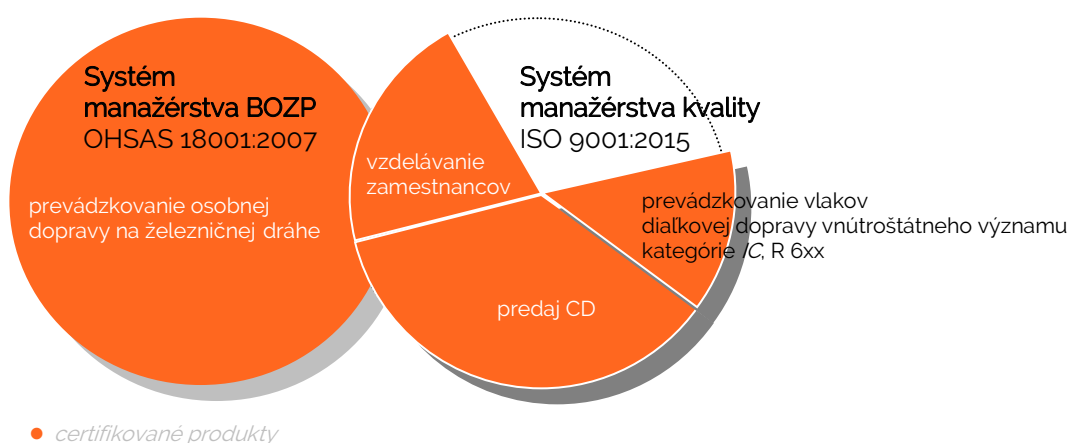 Systém
manažérstva BOZP
OHSAS 18001:2007
prevádzkovanie osobnej
dopravy na železničnej dráhe
Systém
manažérstva kvality
ISO 9001:2015
vzdelávanie
zamestnancov
prevádzkovanie vlakov
diaľkovej dopravy vnútroštátneho významu
kategórie IC, R 6xx
predaj CD
certifikované produkty